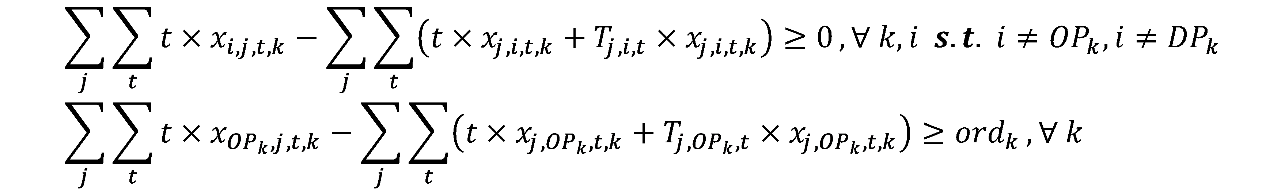 ∑_j ∑_t t × x_{i,j,t,k} − ∑_j ∑_t (t × x_{j,i,t,k} + T_{j,i,t} × x_{j,i,t,k}) ≥ 0 , ∀ k, i s.t. i ≠ OP_k, i ≠ DP_k
∑_j ∑_t t × x_{OP_k,j,t,k} − ∑_j ∑_t (t × x_{j,OP_k,t,k} + T_{j,OP_k,t} × x_{j,OP_k,t,k}) ≥ ord_k , ∀ k